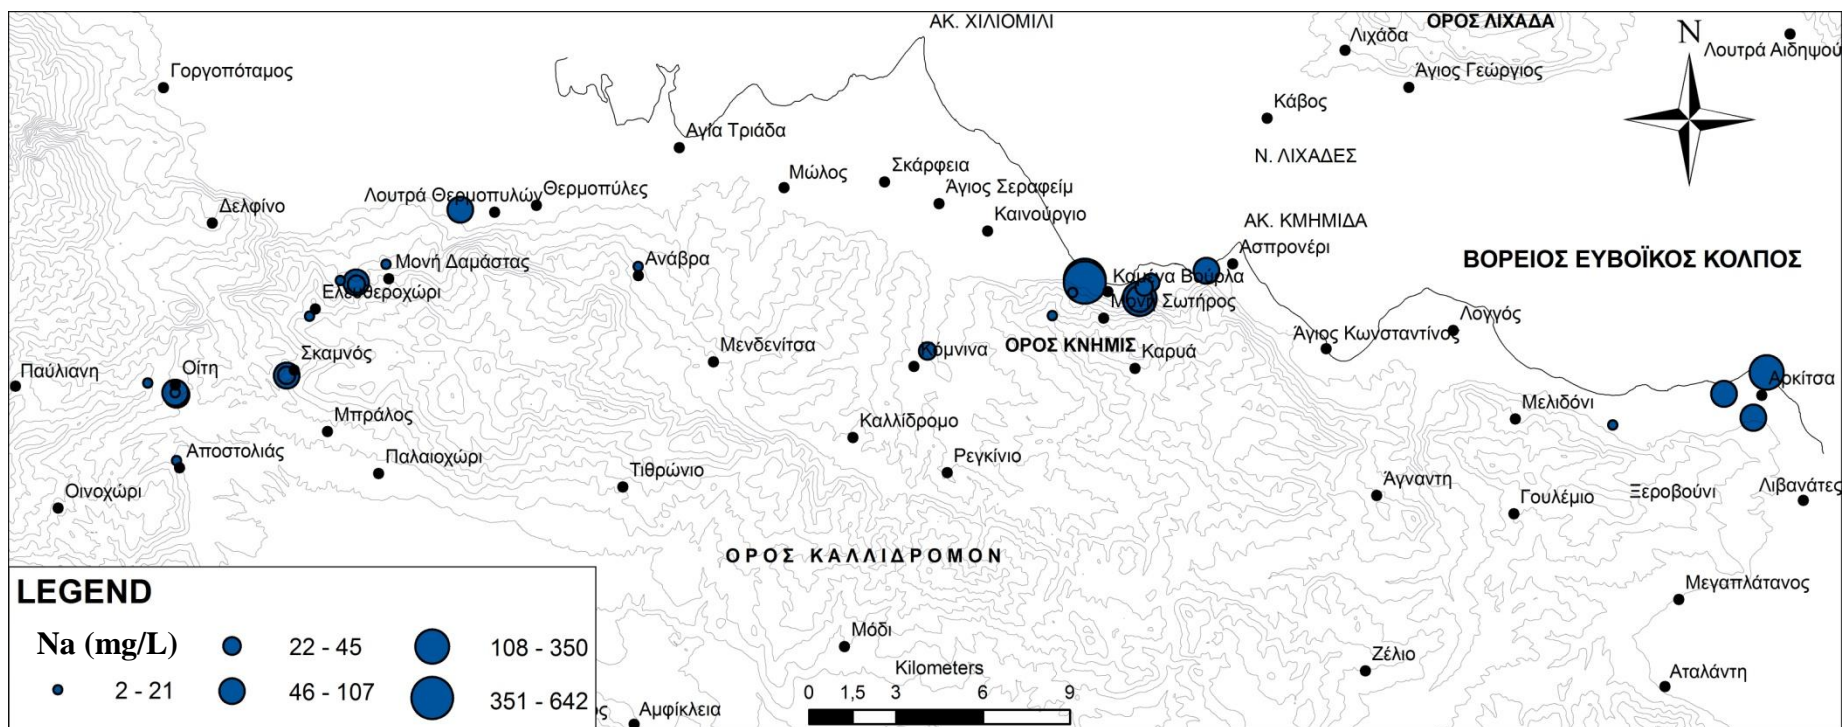 ΑΚ. ΧΙΛΙΟΜΙΛΙ
ΟΡΟΣ ΛΙΧΑΔΑ
Λιχάδα
N
Λουτρά Αιδηψού
Γοργοπόταμος
Άγιος Γεώργιος
Κάβος
Αγία Τριάδα
Ν. ΛΙΧΑΔΕΣ
Μώλος
Σκάρφεια
Άγιος Σεραφείμ
Λουτρά Θερμοπυλών
Θερμοπύλες
Δελφίνο
Καινούργιο
ΑΚ. ΚΜΗΜΙΔΑ
Ασπρονέρι
ΒΟΡΕΙΟΣ ΕΥΒΟΪΚΟΣ ΚΟΛΠΟΣ
Μονή Δαμάστας
Ανάβρα
Καμένα Βούρλα
Ελευθεροχώρι
Μονή Σωτήρος
Λογγός
Άγιος Κωνσταντίνος
ΟΡΟΣ ΚΝΗΜΙΣ
Σκαμνός
Μενδενίτσα
Κόμνινα
Καρυά
Παύλιανη
Οίτη
Αρκίτσα
Μελιδόνι
Μπράλος
Καλλίδρομο
Αποστολιάς
Παλαιοχώρι
Τιθρώνιο
Ρεγκίνιο
Άγναντη
Οινοχώρι
Γουλέμιο
Ξεροβούνι
Λιβανάτες
ΟΡΟΣ ΚΑΛΛΙΔΡΟΜΟΝ
Μεγαπλάτανος
Μόδι
Ζέλιο
Αταλάντη
Αμφίκλεια
Kilometers
0 1,5 3 6 9
LEGEND
Na (mg/L)
2 - 21
22 - 45
46 - 107
108 - 350
351 - 642